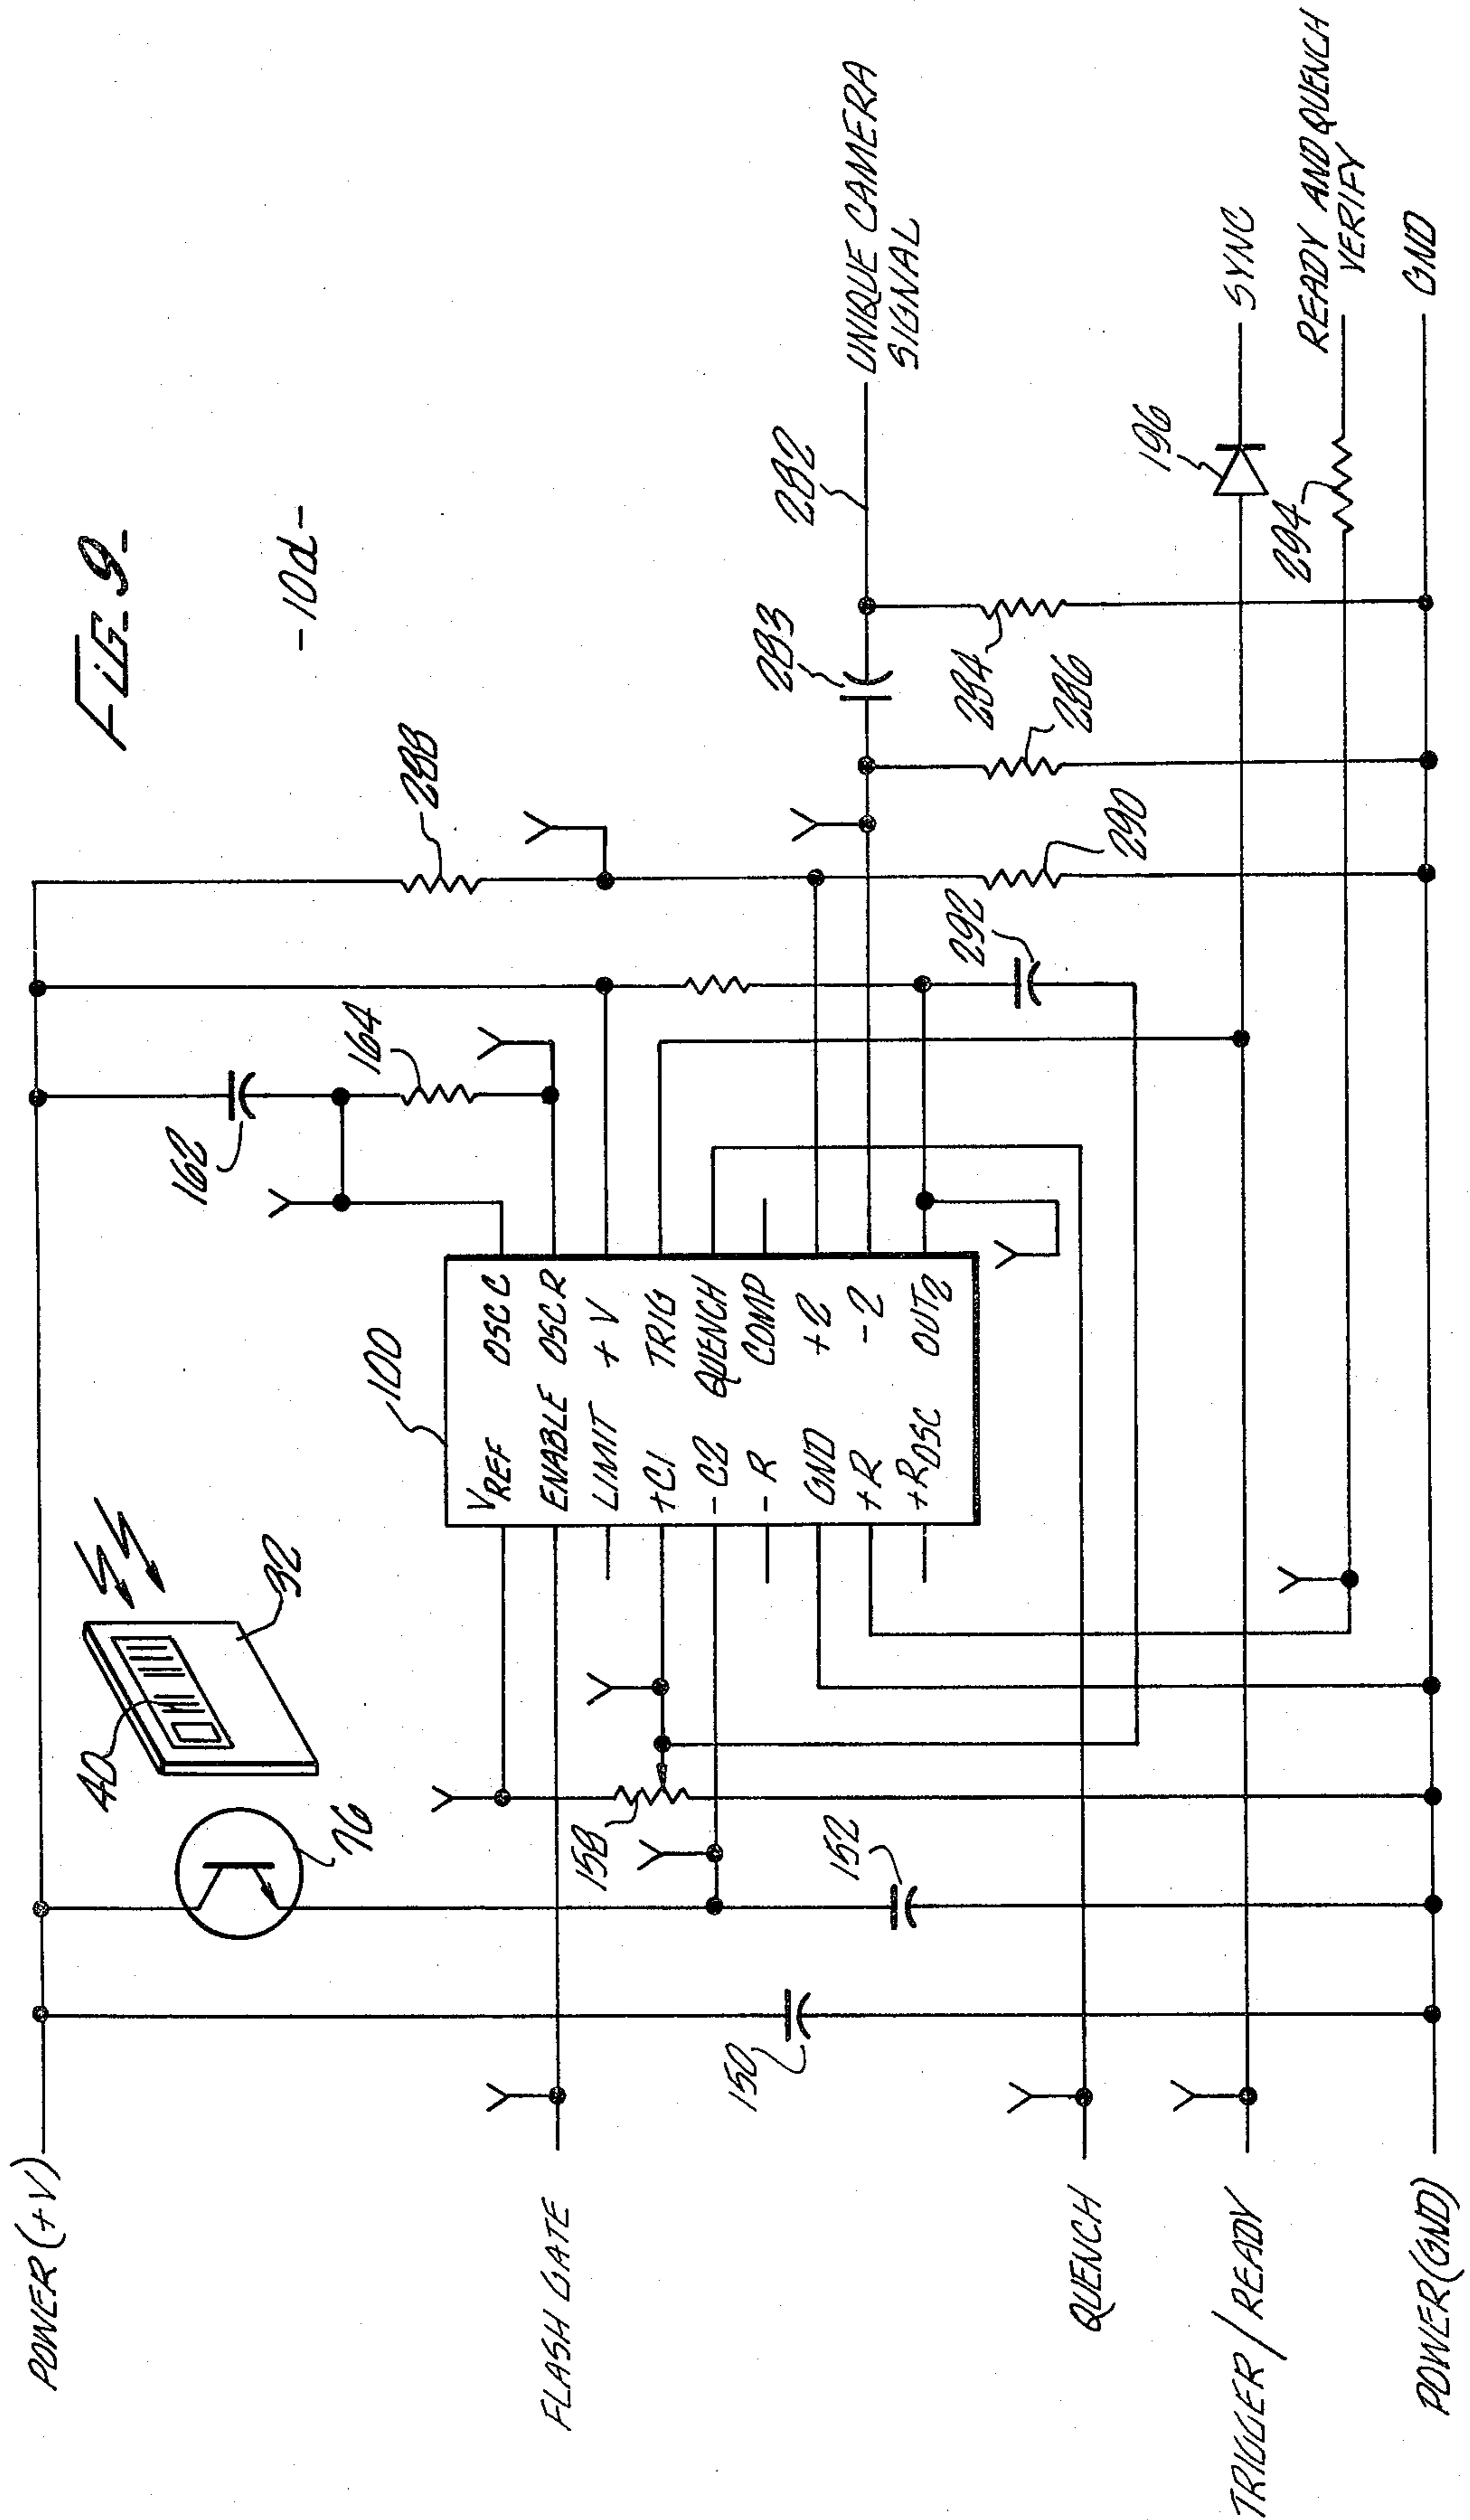 FIG. 9
-10d-
POWER (+V)
FLASH GATE
QUENCH
TRIGGER/READY
POWER (GND)
150
76
40
32
152
158
100
VREF OSC C
ENABLE OSC R
LIMIT +V
+C1 TRIG
-C2 QUENCH
-R COMP
GND +2
+R -2
+ROSC OUT2
162
164
288
292
290
283
286
284
282
294
196
UNIQUE CAMERA
SIGNAL
SYNC
READY AND QUENCH
VERIFY
GND